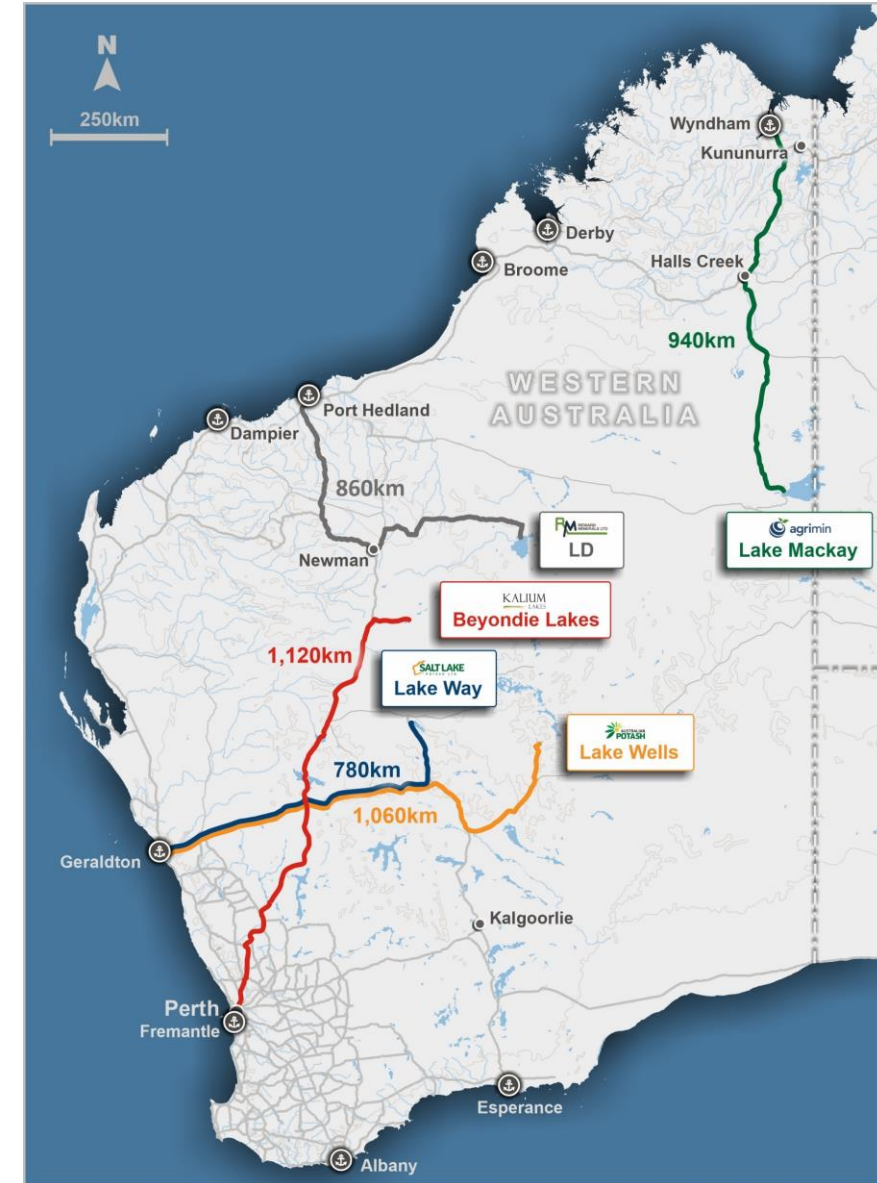 N
250km
Wyndham
Kununurra
Derby
Broome
Halls Creek
940km
WESTERN
AUSTRALIA
Port Hedland
Dampier
860km
Newman
LD
agrimin
Lake Mackay
KALIUM
LAKES
Beyondie Lakes
1,120km
SALT LAKE
POTASH LTD
Lake Way
AUSTRALIAN
POTASH
Lake Wells
780km
1,060km
Geraldton
Kalgoorlie
Perth
Fremantle
Esperance
Albany